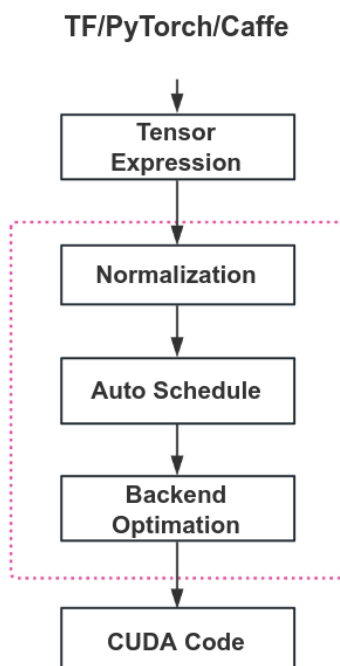 TF/PyTorch/Caffe
Tensor
Expression
Normalization
Auto Schedule
Backend
Optimation
CUDA Code